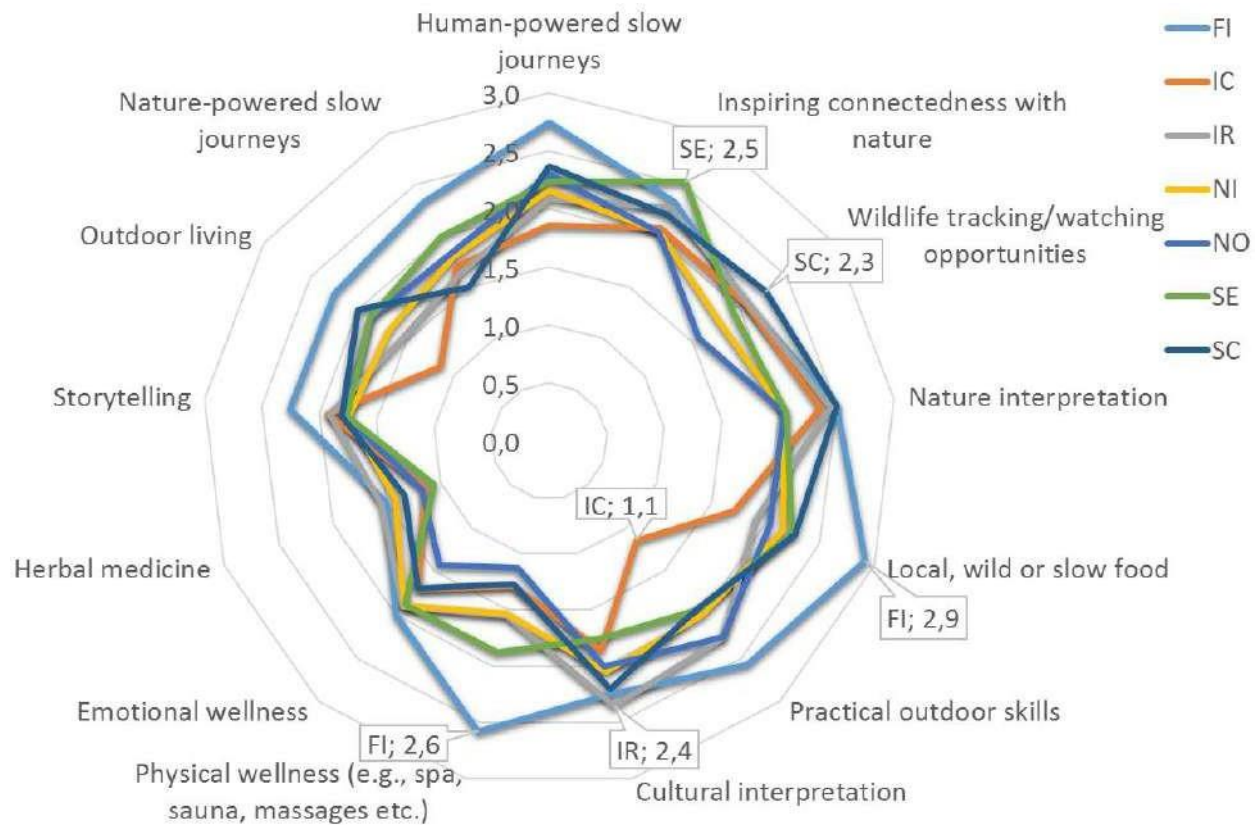 Human-powered slow
journeys
FI
IC
IR
NI
NO
SE
SC
Nature-powered slow
journeys
3,0
2,5
2,0
1,5
1,0
0,5
0,0
Inspiring connectedness with
nature
SE; 2,5
Outdoor living
Wildlife tracking/watching
opportunities
SC; 2,3
Storytelling
Nature interpretation
IC; 1,1
Herbal medicine
Local, wild or slow food
FI; 2,9
Emotional wellness
Practical outdoor skills
FI; 2,6
IR; 2,4
Physical wellness (e.g., spa,
sauna, massages etc.)
Cultural interpretation